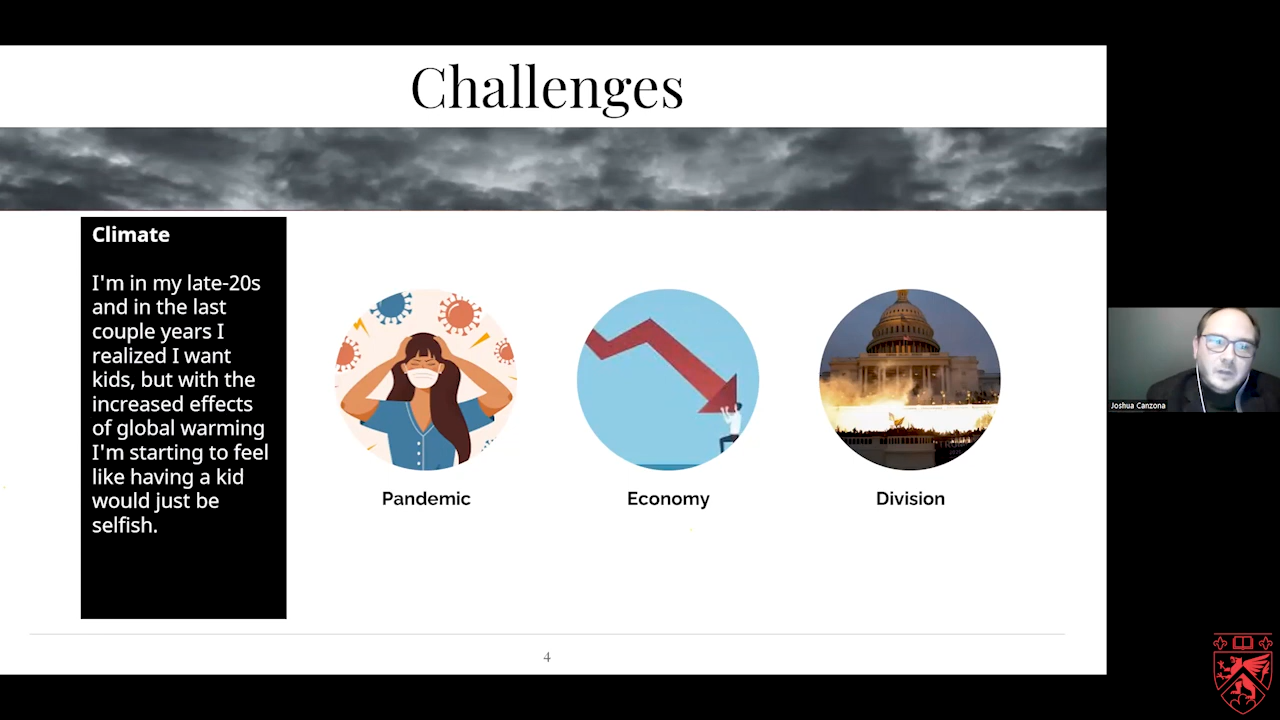 Challenges
Climate
I'm in my late-20s
and in the last
couple years I
realized I want
kids, but with the
increased effects
of global warming
I'm starting to feel
like having a kid
would just be
selfish.
Pandemic
Economy
Division
4
Joshua Canzona